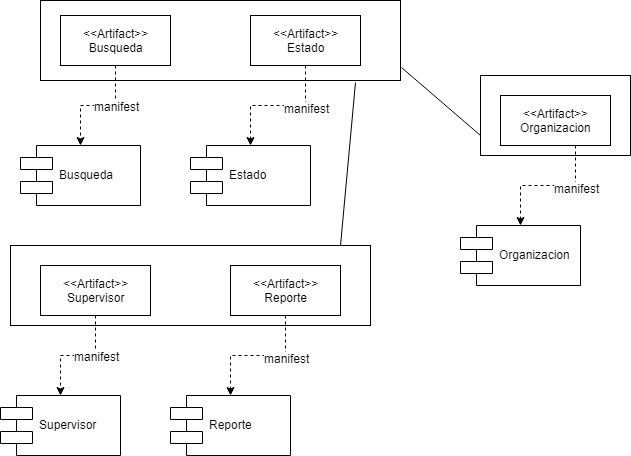 <<Artifact>>
Busqueda
<<Artifact>>
Estado
manifest
manifest
Busqueda
Estado
<<Artifact>>
Organizacion
manifest
Organizacion
<<Artifact>>
Supervisor
<<Artifact>>
Reporte
manifest
manifest
Supervisor
Reporte